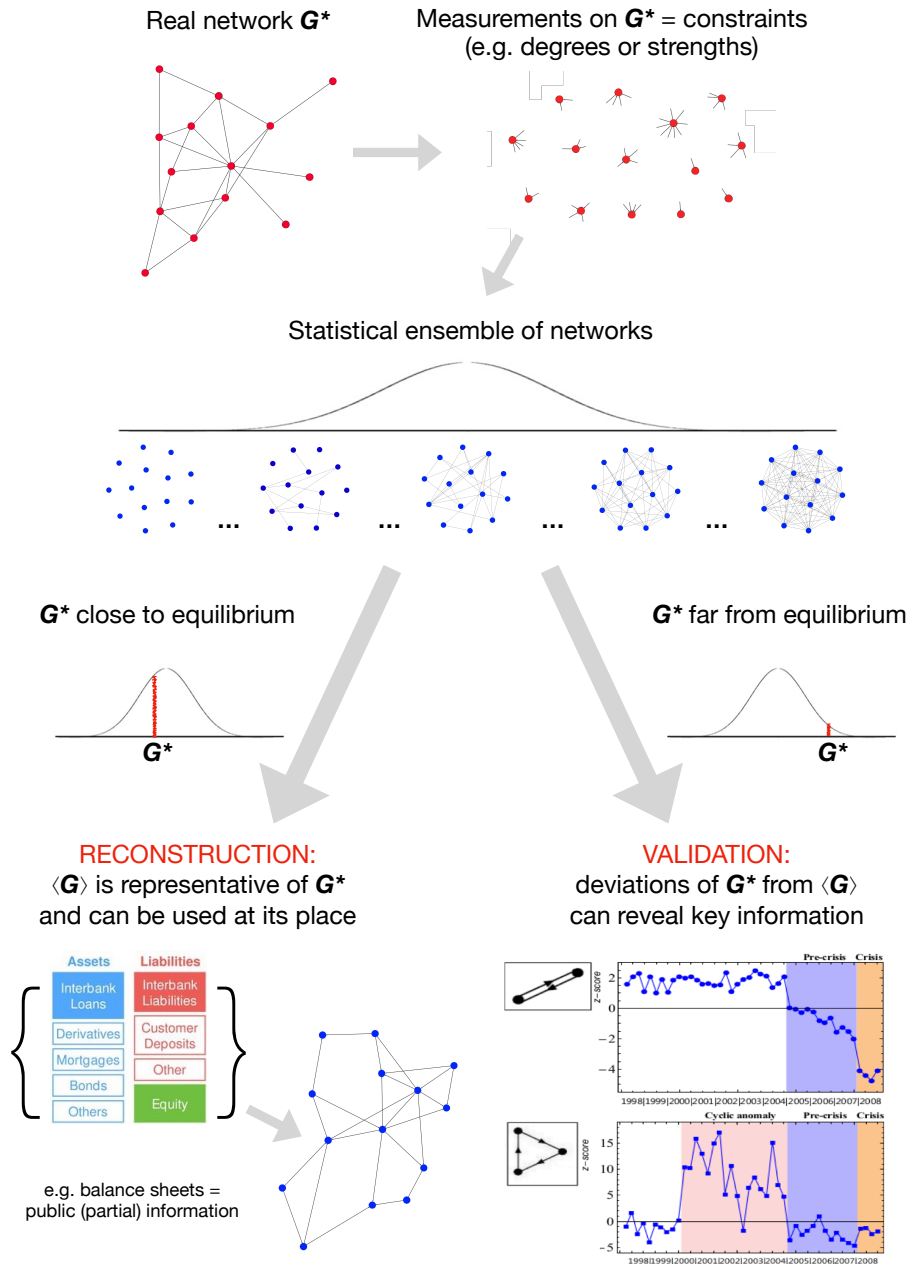 Real network G*
Measurements on G* = constraints
(e.g. degrees or strengths)
Statistical ensemble of networks
... ... ... ...
G* close to equilibrium
G* far from equilibrium
G*
G*
RECONSTRUCTION:
⟨G⟩ is representative of G*
and can be used at its place
VALIDATION:
deviations of G* from ⟨G⟩
can reveal key information
Assets
Liabilities
Interbank
Loans
Derivatives
Mortgages
Bonds
Others
Interbank
Liabilities
Customer
Deposits
Other
Equity
e.g. balance sheets =
public (partial) information
Pre-crisis Crisis
z-score
2
0
-2
-4
1998|1999|2000|2001|2002|2003|2004|2005|2006|2007|2008
Cyclic anomaly Pre-crisis Crisis
z-score
15
10
5
0
-5
1998|1999|2000|2001|2002|2003|2004|2005|2006|2007|2008